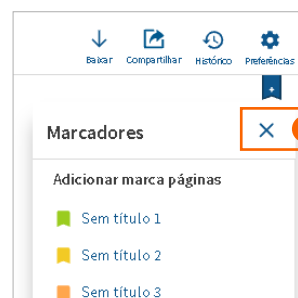 Baixar Compartilhar Histórico Preferências
Marcadores
Adicionar marca páginas
Sem título 1
Sem título 2
Sem título 3